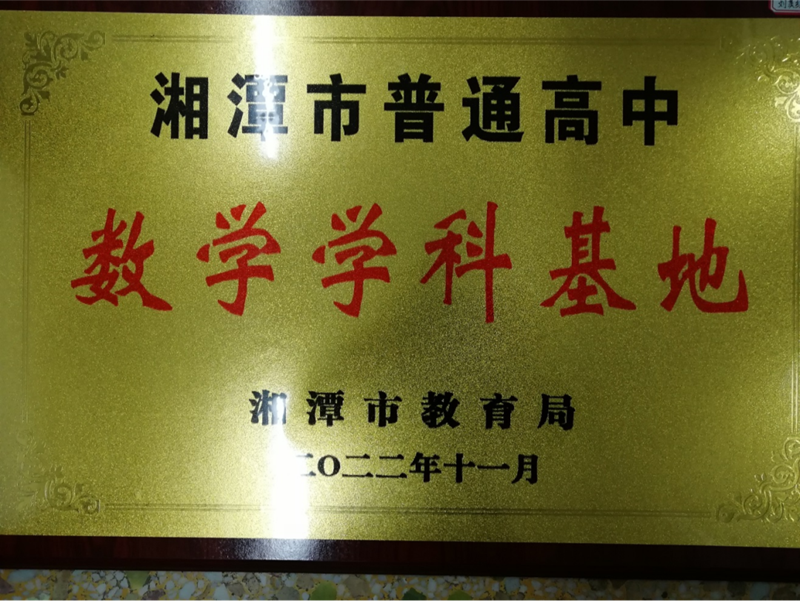 湘潭市普通高中
数学学科基地
湘潭市教育局
二〇二二年十一月